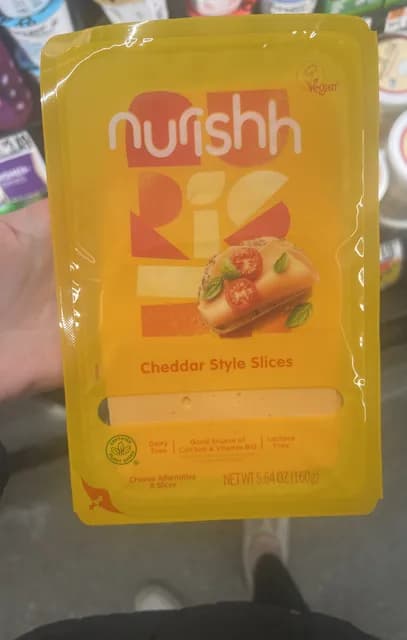 Vegan
nurishh
Cheddar Style Slices
Dairy
Free
Good Source of
Calcium & Vitamin B12
Lactose
Free
Cheese Alternative
8 Slices
NET WT 5.64 OZ (160g)